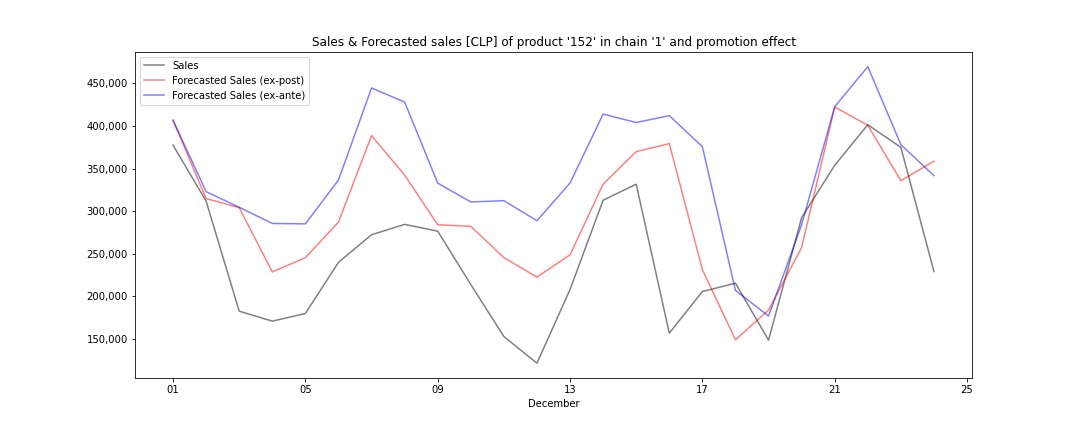 Sales & Forecasted sales [CLP] of product '152' in chain '1' and promotion effect
Sales
Forecasted Sales (ex-post)
Forecasted Sales (ex-ante)
450,000
400,000
350,000
300,000
250,000
200,000
150,000
01 05 09 13 17 21 25
December